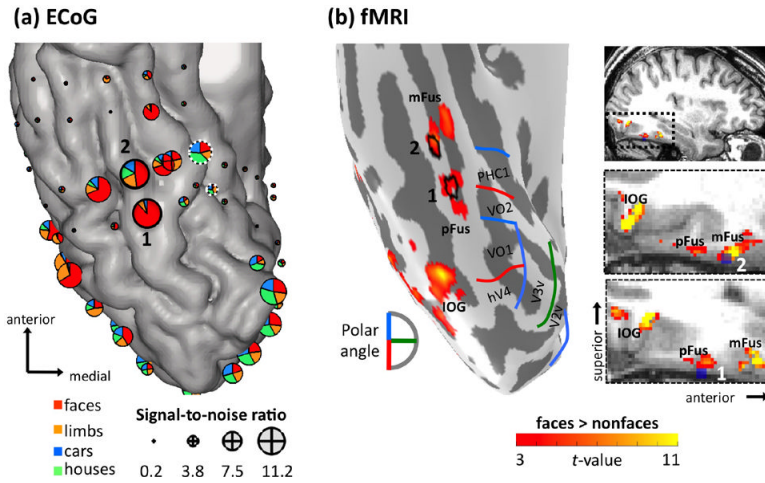 (a) ECoG
2
1
anterior
medial
faces
limbs
cars
houses
Signal-to-noise ratio
0.2 3.8 7.5 11.2
(b) fMRI
mFus
2
1
pFus
IOG
PHC1
VO2
VO1
hV4
V3v
V2v
Polar
angle
IOG
pFus
mFus
2
IOG
pFus
mFus
1
superior
anterior
faces > nonfaces
3 t-value 11